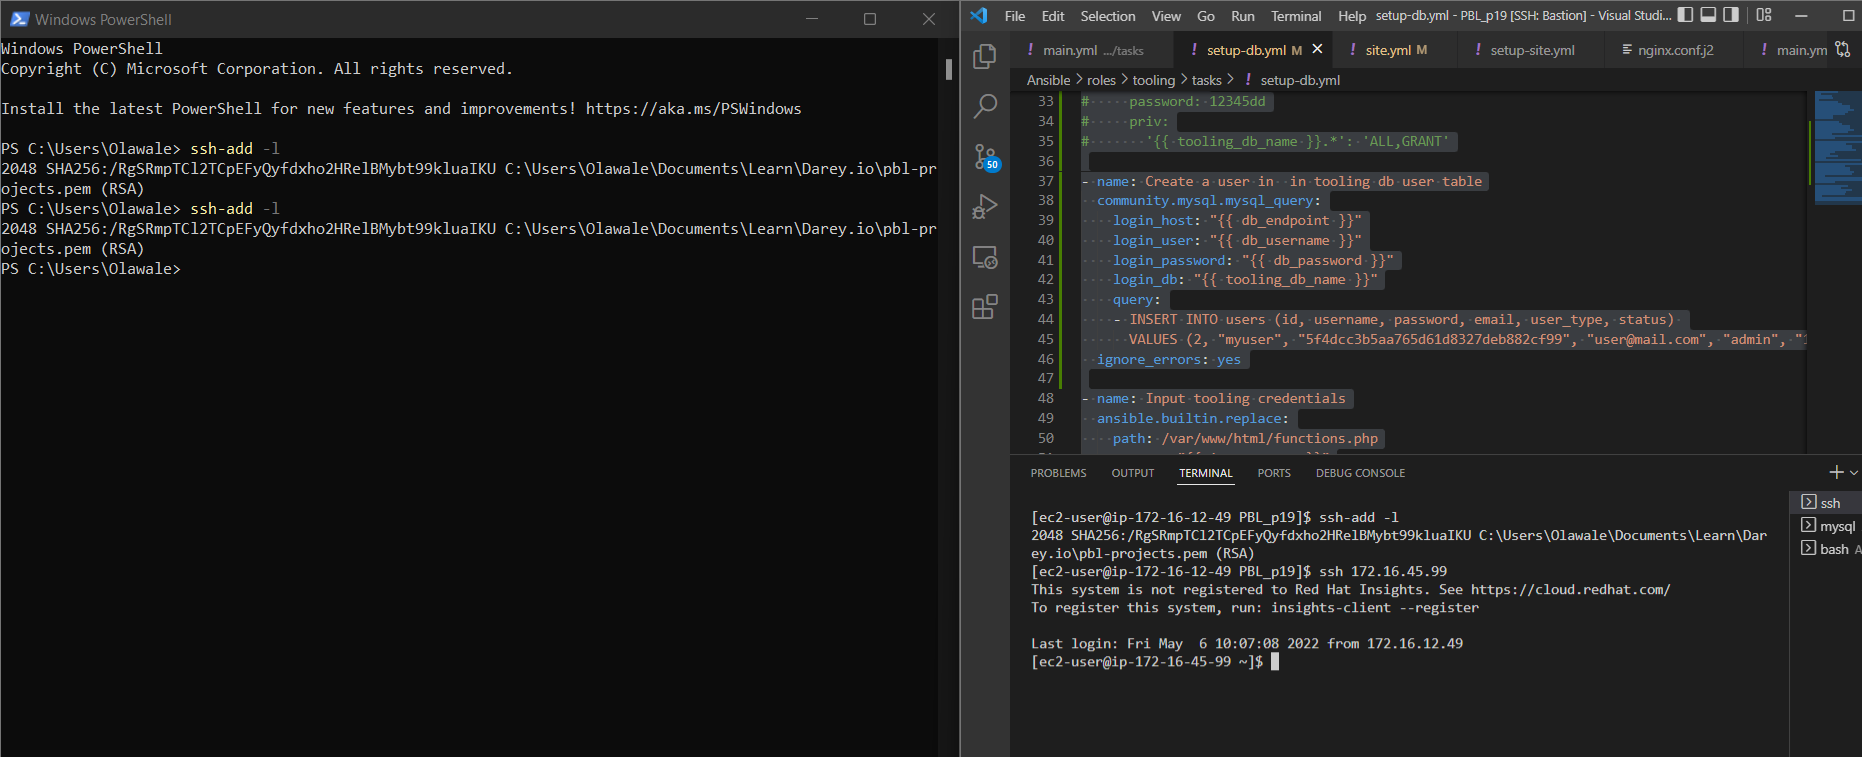 Windows PowerShell
Windows PowerShell
Copyright (C) Microsoft Corporation. All rights reserved.
Install the latest PowerShell for new features and improvements! https://aka.ms/PSWindows
PS C:\Users\Olawale> ssh-add -l
2048 SHA256:/RgSRmpTCl2TCpEFyQyfdxho2HRelBMybt99kluaIKU C:\Users\Olawale\Documents\Learn\Darey.io\pbl-pr
ojects.pem (RSA)
PS C:\Users\Olawale> ssh-add -l
2048 SHA256:/RgSRmpTCl2TCpEFyQyfdxho2HRelBMybt99kluaIKU C:\Users\Olawale\Documents\Learn\Darey.io\pbl-pr
ojects.pem (RSA)
PS C:\Users\Olawale>
File Edit Selection View Go Run Terminal Help setup-db.yml - PBL_p19 [SSH: Bastion] - Visual Studi...
! main.yml .../tasks ! setup-db.yml M ! site.yml M ! setup-site.yml nginx.conf.j2 ! main.ym
Ansible > roles > tooling > tasks > ! setup-db.yml
50
33 # password: 12345dd
34 # priv:
35 # '{{ tooling_db_name }}.*': 'ALL,GRANT'
36
37 - name: Create a user in in tooling db user table
38 community.mysql.mysql_query:
39 login_host: "{{ db_endpoint }}"
40 login_user: "{{ db_username }}"
41 login_password: "{{ db_password }}"
42 login_db: "{{ tooling_db_name }}"
43 query:
44 - INSERT INTO users (id, username, password, email, user_type, status)
45 VALUES (2, "myuser", "5f4dcc3b5aa765d61d8327deb882cf99", "user@mail.com", "admin", "1
46 ignore_errors: yes
47
48 - name: Input tooling credentials
49 ansible.builtin.replace:
50 path: /var/www/html/functions.php
PROBLEMS OUTPUT TERMINAL PORTS DEBUG CONSOLE
[ec2-user@ip-172-16-12-49 PBL_p19]$ ssh-add -l
2048 SHA256:/RgSRmpTCl2TCpEFyQyfdxho2HRelBMybt99kluaIKU C:\Users\Olawale\Documents\Learn\Dar
ey.io\pbl-projects.pem (RSA)
[ec2-user@ip-172-16-12-49 PBL_p19]$ ssh 172.16.45.99
This system is not registered to Red Hat Insights. See https://cloud.redhat.com/
To register this system, run: insights-client --register
Last login: Fri May  6 10:07:08 2022 from 172.16.12.49
[ec2-user@ip-172-16-45-99 ~]$
ssh
mysql
bash A